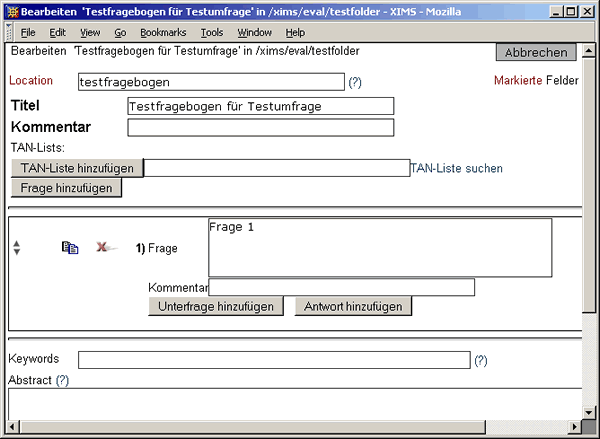 Bearbeiten 'Testfragebogen für Testumfrage' in /xims/eval/testfolder - XIMS - Mozilla
File Edit View Go Bookmarks Tools Window Help
Bearbeiten 'Testfragebogen für Testumfrage' in /xims/eval/testfolder Abbrechen
Location testfragebogen (?) Markierte Felder
Titel Testfragebogen für Testumfrage
Kommentar
TAN-Lists:
TAN-Liste hinzufügen TAN-Liste suchen
Frage hinzufügen
1) Frage Frage 1
Kommentar
Unterfrage hinzufügen Antwort hinzufügen
Keywords (?)
Abstract (?)